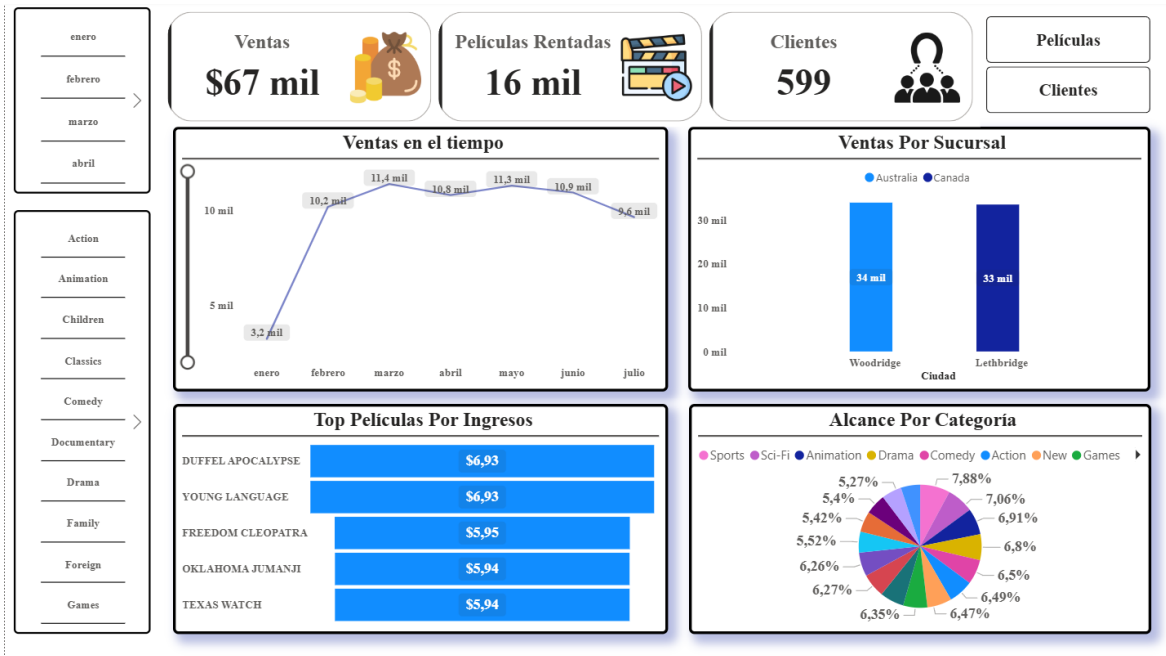 enero
febrero
marzo
abril
Action
Animation
Children
Classics
Comedy
Documentary
Drama
Family
Foreign
Games
Ventas
$67 mil
Películas Rentadas
16 mil
Clientes
599
Películas
Clientes
Ventas en el tiempo
10 mil
5 mil
3,2 mil
10,2 mil
11,4 mil
10,8 mil
11,3 mil
10,9 mil
9,6 mil
enero febrero marzo abril mayo junio julio
Ventas Por Sucursal
Australia Canada
30 mil
20 mil
10 mil
0 mil
34 mil
33 mil
Woodridge Lethbridge
Ciudad
Top Películas Por Ingresos
DUFFEL APOCALYPSE $6,93
YOUNG LANGUAGE $6,93
FREEDOM CLEOPATRA $5,95
OKLAHOMA JUMANJI $5,94
TEXAS WATCH $5,94
Alcance Por Categoría
Sports Sci-Fi Animation Drama Comedy Action New Games
7,88%
7,06%
6,91%
6,8%
6,5%
6,49%
6,47%
6,35%
6,27%
6,26%
5,52%
5,42%
5,4%
5,27%